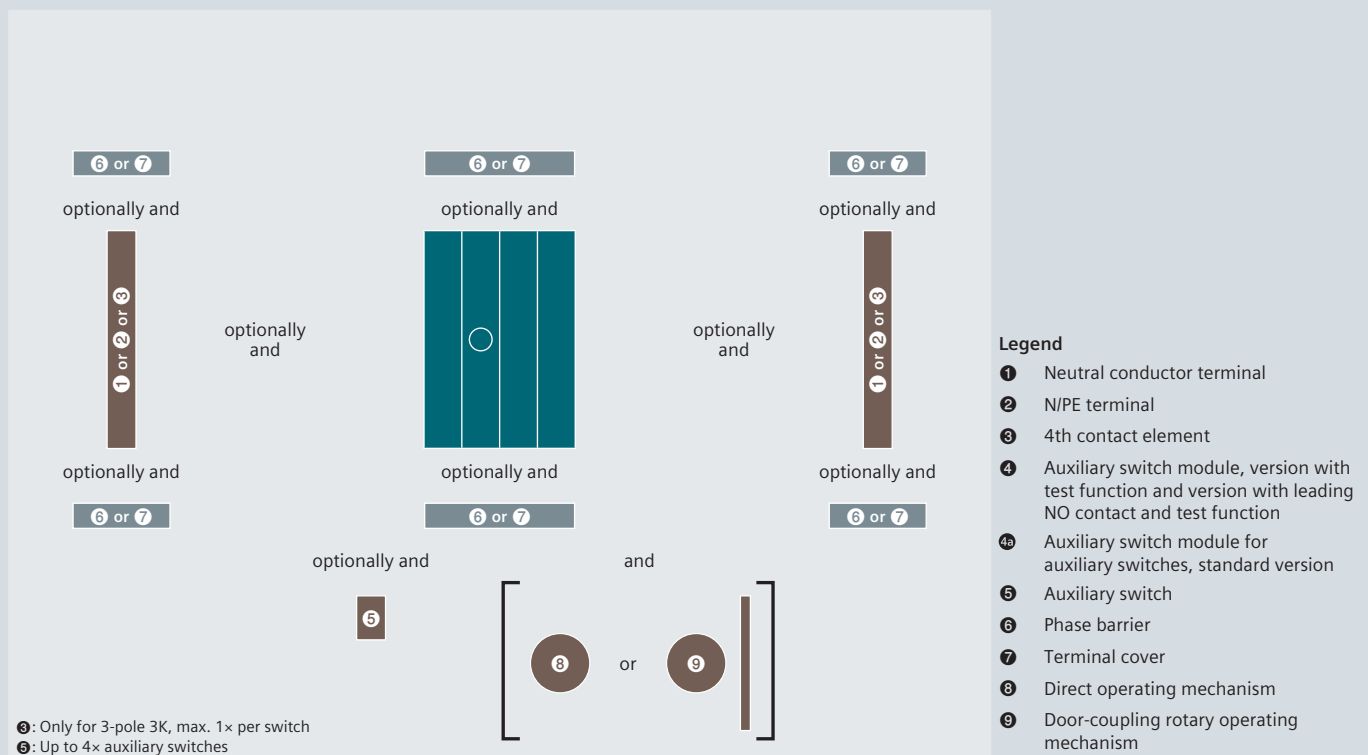 ❻ or ❼
❻ or ❼
❻ or ❼
optionally and
optionally and
optionally and
❶ or ❷ or ❸
optionally
and
optionally
and
❶ or ❷ or ❸
optionally and
optionally and
optionally and
❻ or ❼
❻ or ❼
❻ or ❼
optionally and
and
❺
❽
or
❾
❸: Only for 3-pole 3K, max. 1× per switch
❺: Up to 4× auxiliary switches
Legend
❶ Neutral conductor terminal
❷ N/PE terminal
❸ 4th contact element
❹ Auxiliary switch module, version with
test function and version with leading
NO contact and test function
4a Auxiliary switch module for
auxiliary switches, standard version
❺ Auxiliary switch
❻ Phase barrier
❼ Terminal cover
❽ Direct operating mechanism
❾ Door-coupling rotary operating
mechanism